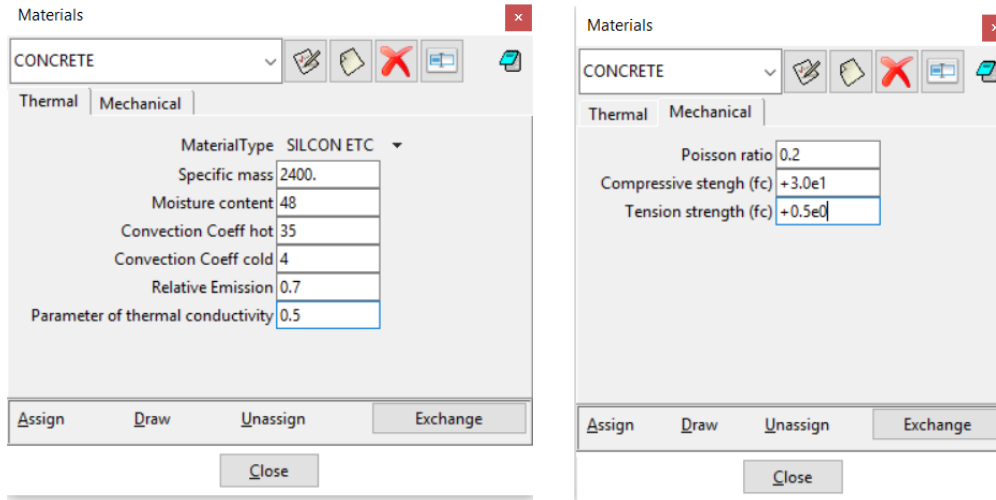 Materials
CONCRETE
Thermal Mechanical
MaterialType SILCON ETC
Specific mass 2400.
Moisture content 48
Convection Coeff hot 35
Convection Coeff cold 4
Relative Emission 0.7
Parameter of thermal conductivity 0.5
Assign Draw Unassign Exchange
Close
Materials
CONCRETE
Thermal Mechanical
Poisson ratio 0.2
Compressive stengh (fc) +3.0e1
Tension strength (fc) +0.5e0
Assign Draw Unassign Exchange
Close